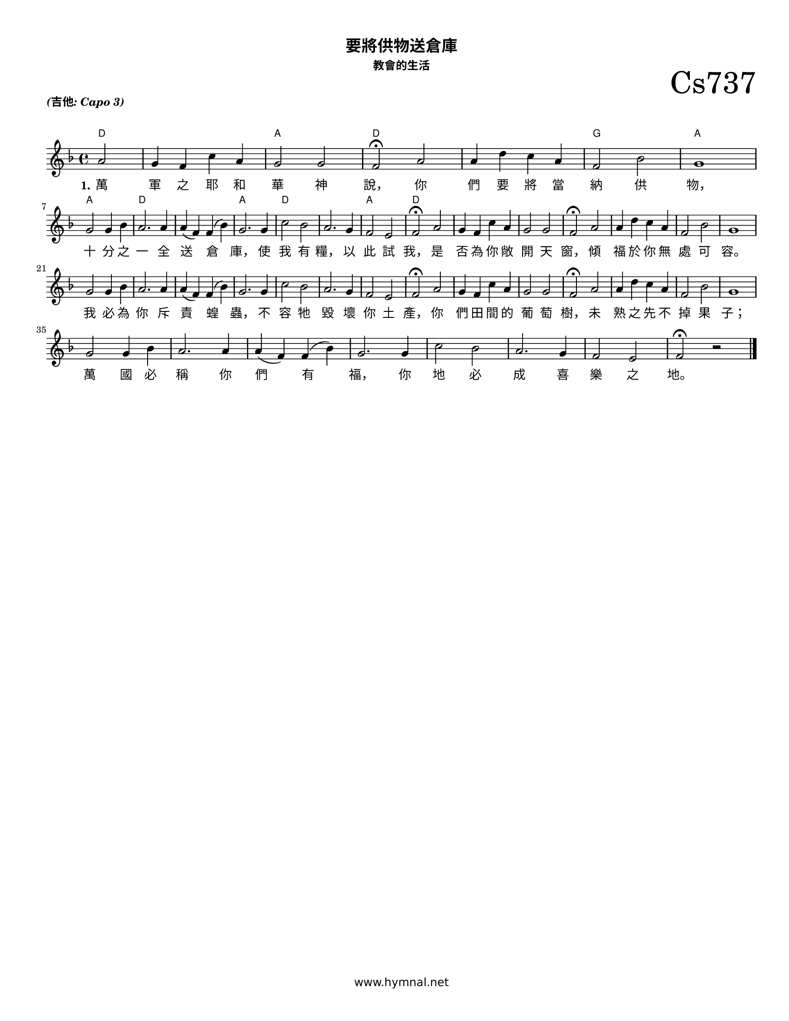 要將供物送倉庫
教會的生活
Cs737
(吉他: Capo 3)
D A D G A
1. 萬 軍 之 耶 和 華 神 說, 你 們 要 將 當 納 供 物,
7 A D A D A D
十 分 之 一 全 送 倉 庫, 使 我 有 糧, 以 此 試 我, 是 否 為 你 敞 開 天 窗, 傾 福 於 你 無 處 可 容。
21
我 必 為 你 斥 責 蝗 蟲, 不 容 牠 毀 壞 你 土 產, 你 們 田 間 的 葡 萄 樹, 未 熟 之 先 不 掉 果 子;
35
萬 國 必 稱 你 們 有 福, 你 地 必 成 喜 樂 之 地。
www.hymnal.net